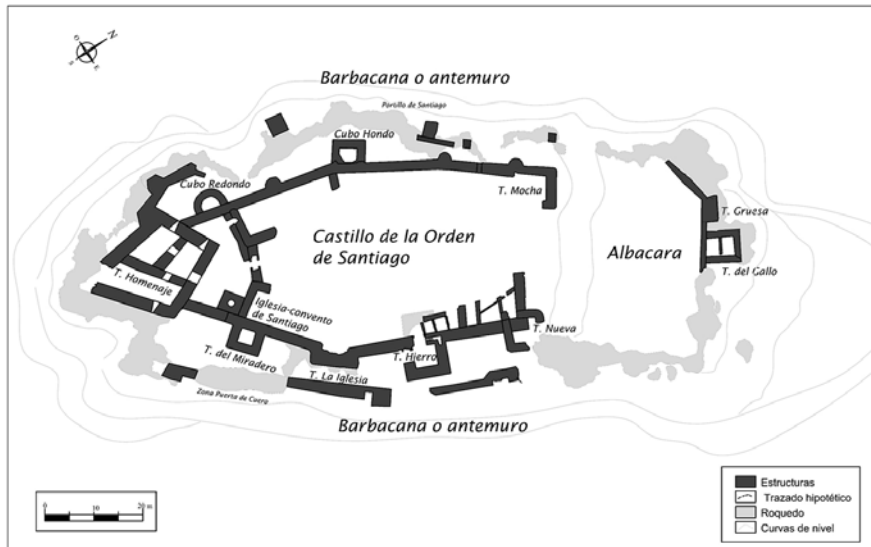 N
O
S
E
Barbacana o antemuro
Portillo de Santiago
Cubo Hondo
Cubo Redondo
T. Mocha
T. Gruesa
Castillo de la Orden
de Santiago
Albacara
T. del Gallo
T. Homenaje
Iglesia-convento
de Santiago
T. Nueva
T. del Miradero
T. Hierro
T. La Iglesia
Zona Puerta de Cuera
Barbacana o antemuro
0 10 20 m
Estructuras
Trazado hipotético
Roquedo
Curvas de nivel